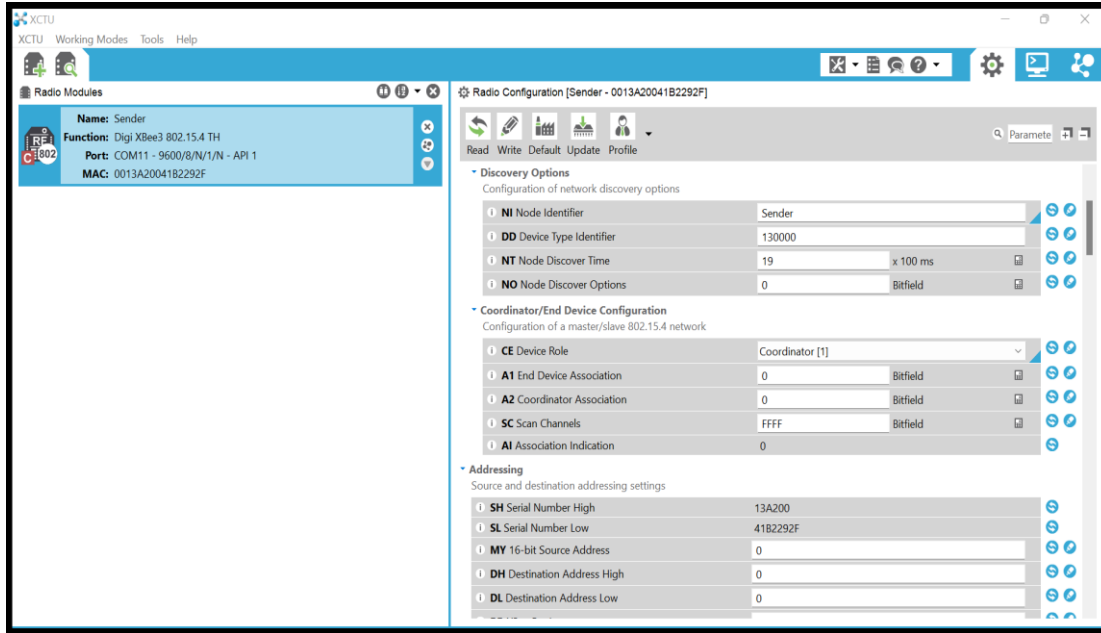 XCTU
XCTU Working Modes Tools Help
Radio Modules
Name: Sender
Function: Digi XBee3 802.15.4 TH
Port: COM11 - 9600/8/N/1/N - API 1
MAC: 0013A20041B2292F
RF
C 802
Radio Configuration [Sender - 0013A20041B2292F]
Read Write Default Update Profile
Paramete
Discovery Options
Configuration of network discovery options
NI Node Identifier Sender
DD Device Type Identifier 130000
NT Node Discover Time 19 x 100 ms
NO Node Discover Options 0 Bitfield
Coordinator/End Device Configuration
Configuration of a master/slave 802.15.4 network
CE Device Role Coordinator [1]
A1 End Device Association 0 Bitfield
A2 Coordinator Association 0 Bitfield
SC Scan Channels FFFF Bitfield
AI Association Indication 0
Addressing
Source and destination addressing settings
SH Serial Number High 13A200
SL Serial Number Low 41B2292F
MY 16-bit Source Address 0
DH Destination Address High 0
DL Destination Address Low 0